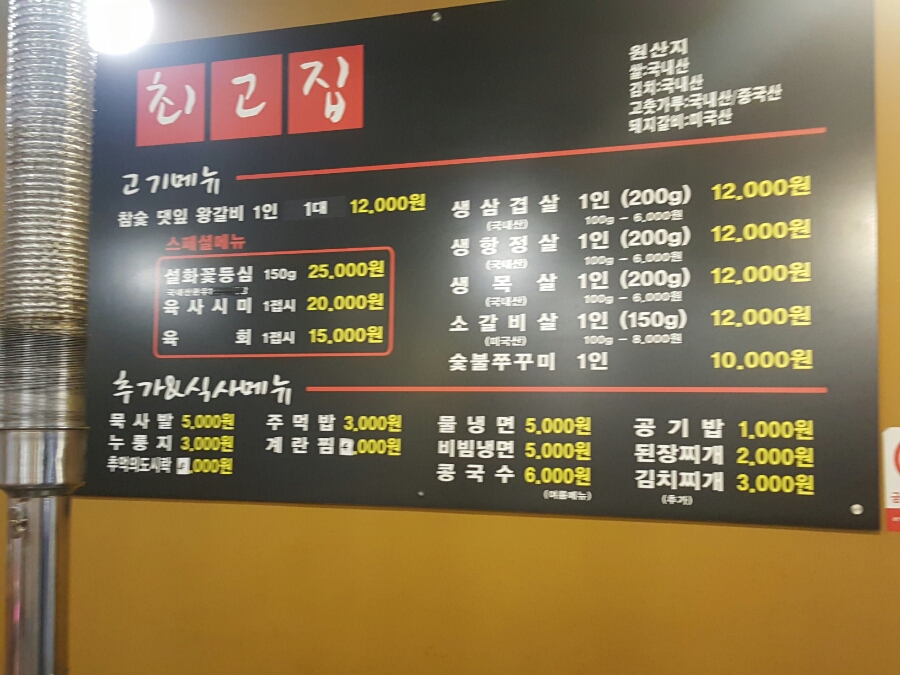 최고집
원산지
쌀:국내산
김치:국내산
고춧가루:국내산/중국산
돼지갈비:미국산
고기메뉴
참숯 댓잎 왕갈비 1인 1대 12,000원
스페셜메뉴
설화꽃등심 150g 25,000원
육사시미 1접시 20,000원
육회 1접시 15,000원
생삼겹살 1인 (200g) 12,000원
(국내산) 100g - 6,000원
생항정살 1인 (200g) 12,000원
(국내산) 100g - 6,000원
생목살 1인 (200g) 12,000원
(국내산) 100g - 6,000원
소갈비살 1인 (150g) 12,000원
(미국산) 100g - 8,000원
숯불쭈꾸미 1인 10,000원
추가&식사메뉴
묵사발 5,000원
누룽지 3,000원
추억의도시락 ,000원
주먹밥 3,000원
계란찜 ,000원
물냉면 5,000원
비빔냉면 5,000원
콩국수 6,000원
(여름메뉴)
공기밥 1,000원
된장찌개 2,000원
김치찌개 3,000원
(추가)